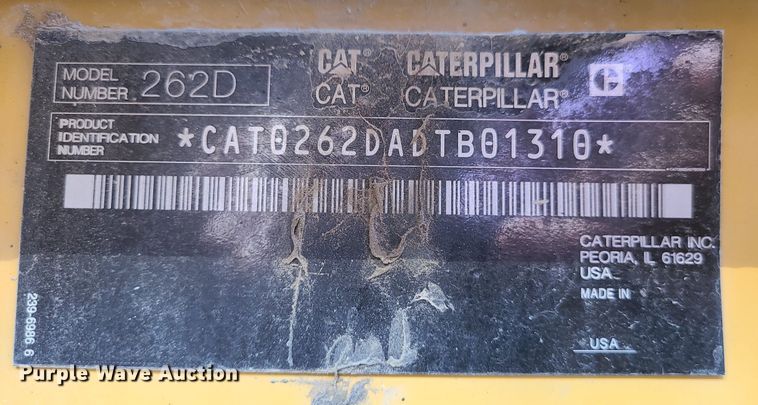 MODEL NUMBER 262D
CAT® CATERPILLAR®
CAT® CATERPILLAR®
PRODUCT
IDENTIFICATION
NUMBER
*CAT0262DADTB01310*
CATERPILLAR INC.
PEORIA, IL 61629
USA
MADE IN
USA
239-6986 6
Purple Wave Auction